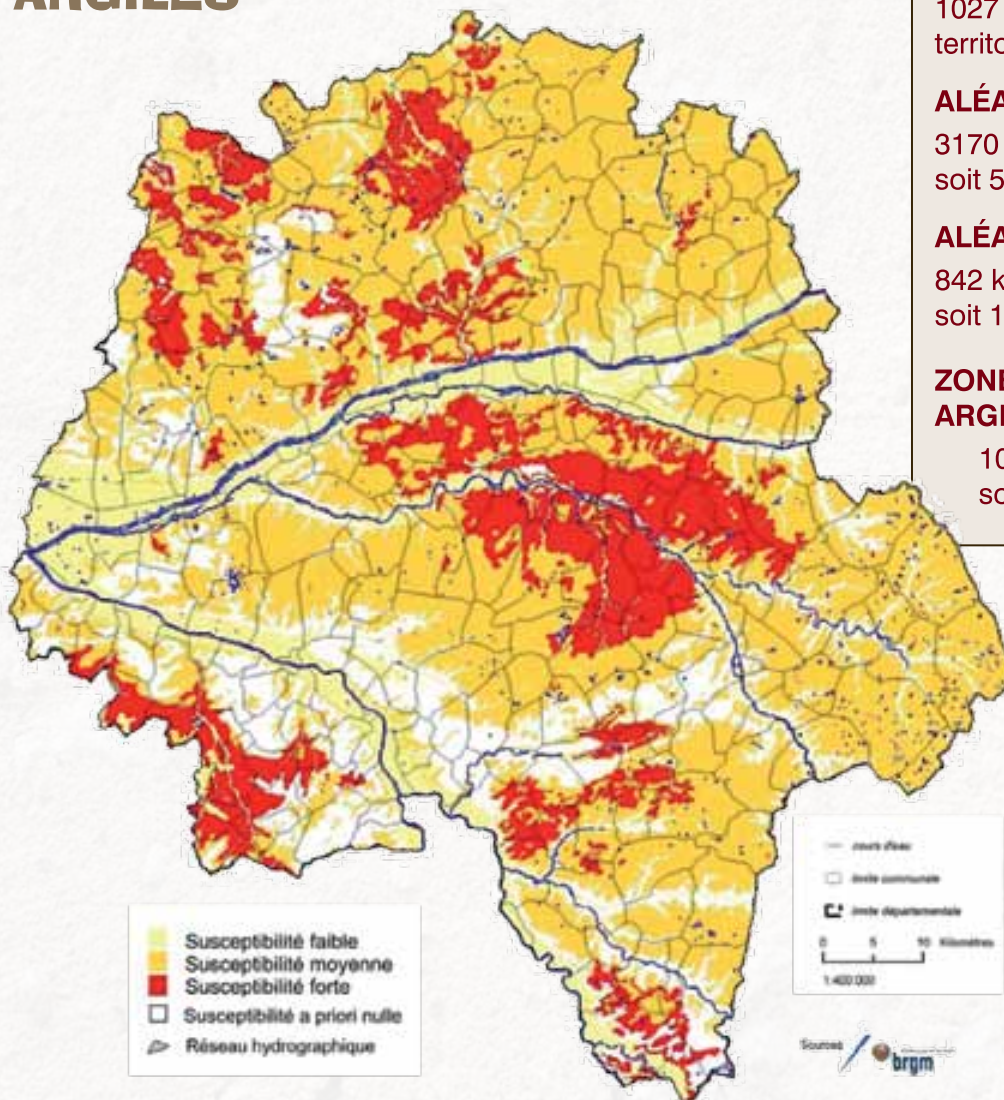 ARGILES
1027
territo
ALÉA
3170
soit 5
ALÉA
842 k
soit 1
ZONE
ARGI
10
so
Susceptibilité faible
Susceptibilité moyenne
Susceptibilité forte
Susceptibilité a priori nulle
Réseau hydrographique
cours d'eau
limite communale
limite départementale
0 5 10 Kilomètres
1:400 000
Sources
brgm